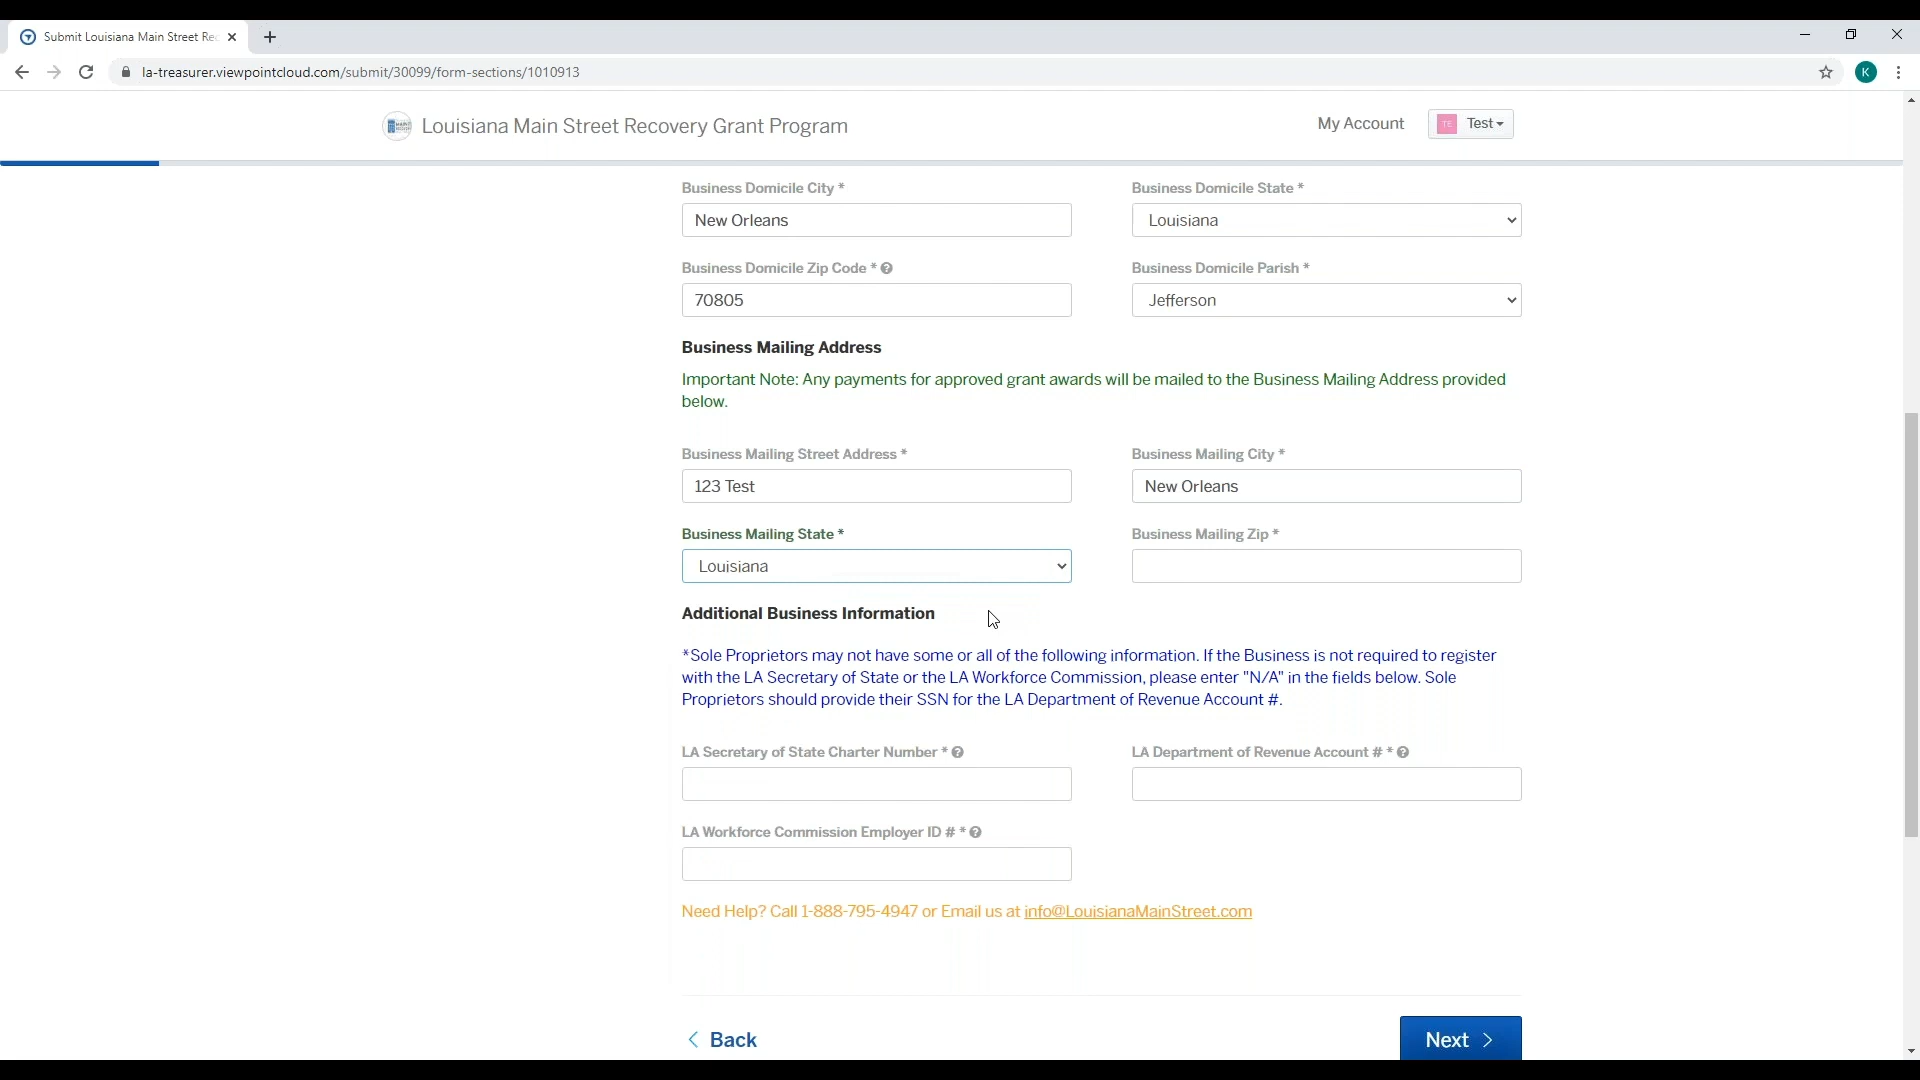 Submit Louisiana Main Street Rec
la-treasurer.viewpointcloud.com/submit/30099/form-sections/1010913
K
Louisiana Main Street Recovery Grant Program
My Account
TE Test
Business Domicile City *
Business Domicile State *
New Orleans
Louisiana
Business Domicile Zip Code *
Business Domicile Parish *
70805
Jefferson
Business Mailing Address
Important Note: Any payments for approved grant awards will be mailed to the Business Mailing Address provided
below.
Business Mailing Street Address *
Business Mailing City *
123 Test
New Orleans
Business Mailing State *
Business Mailing Zip *
Louisiana
Additional Business Information
*Sole Proprietors may not have some or all of the following information. If the Business is not required to register
with the LA Secretary of State or the LA Workforce Commission, please enter "N/A" in the fields below. Sole
Proprietors should provide their SSN for the LA Department of Revenue Account #.
LA Secretary of State Charter Number *
LA Department of Revenue Account # *
LA Workforce Commission Employer ID # *
Need Help? Call 1-888-795-4947 or Email us at info@LouisianaMainStreet.com
Back
Next